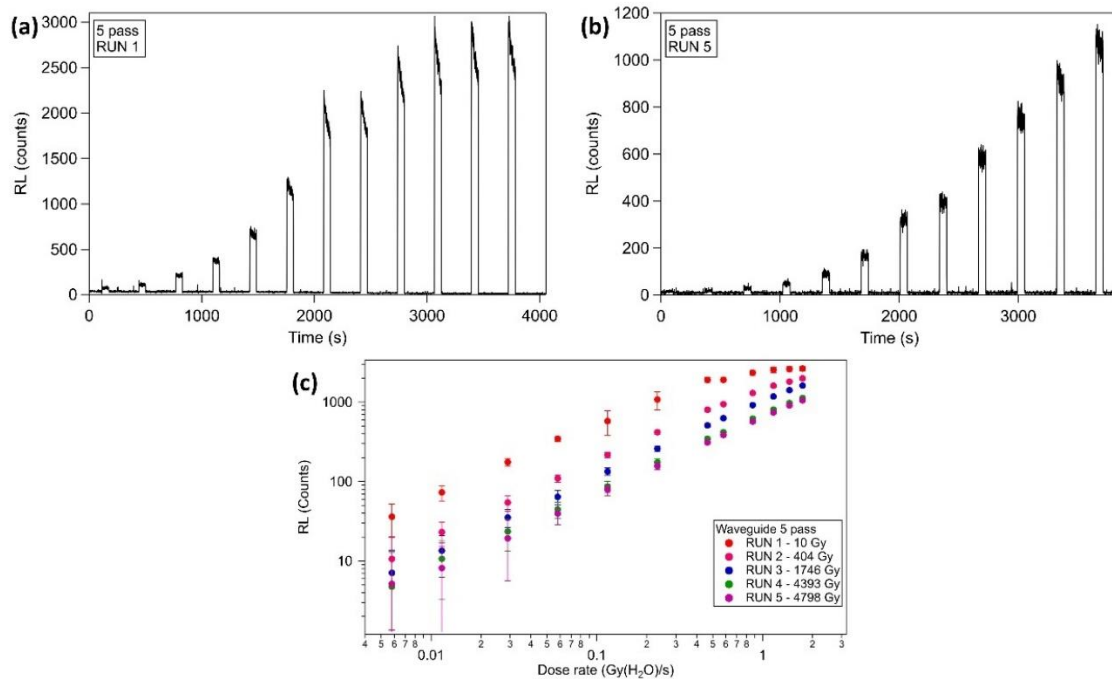 (a)
5 pass
RUN 1
RL (counts)
3000
2500
2000
1500
1000
500
0
0 1000 2000 3000 4000
Time (s)
(b)
5 pass
RUN 5
RL (counts)
1200
1000
800
600
400
200
0
0 1000 2000 3000
Time (s)
(c)
RL (Counts)
1000
100
10
Waveguide 5 pass
RUN 1 - 10 Gy
RUN 2 - 404 Gy
RUN 3 - 1746 Gy
RUN 4 - 4393 Gy
RUN 5 - 4798 Gy
4 5 6 7 8 0.01 2 3 4 5 6 7 8 0.1 2 3 4 5 6 7 8 1 2 3
Dose rate (Gy(H₂O)/s)